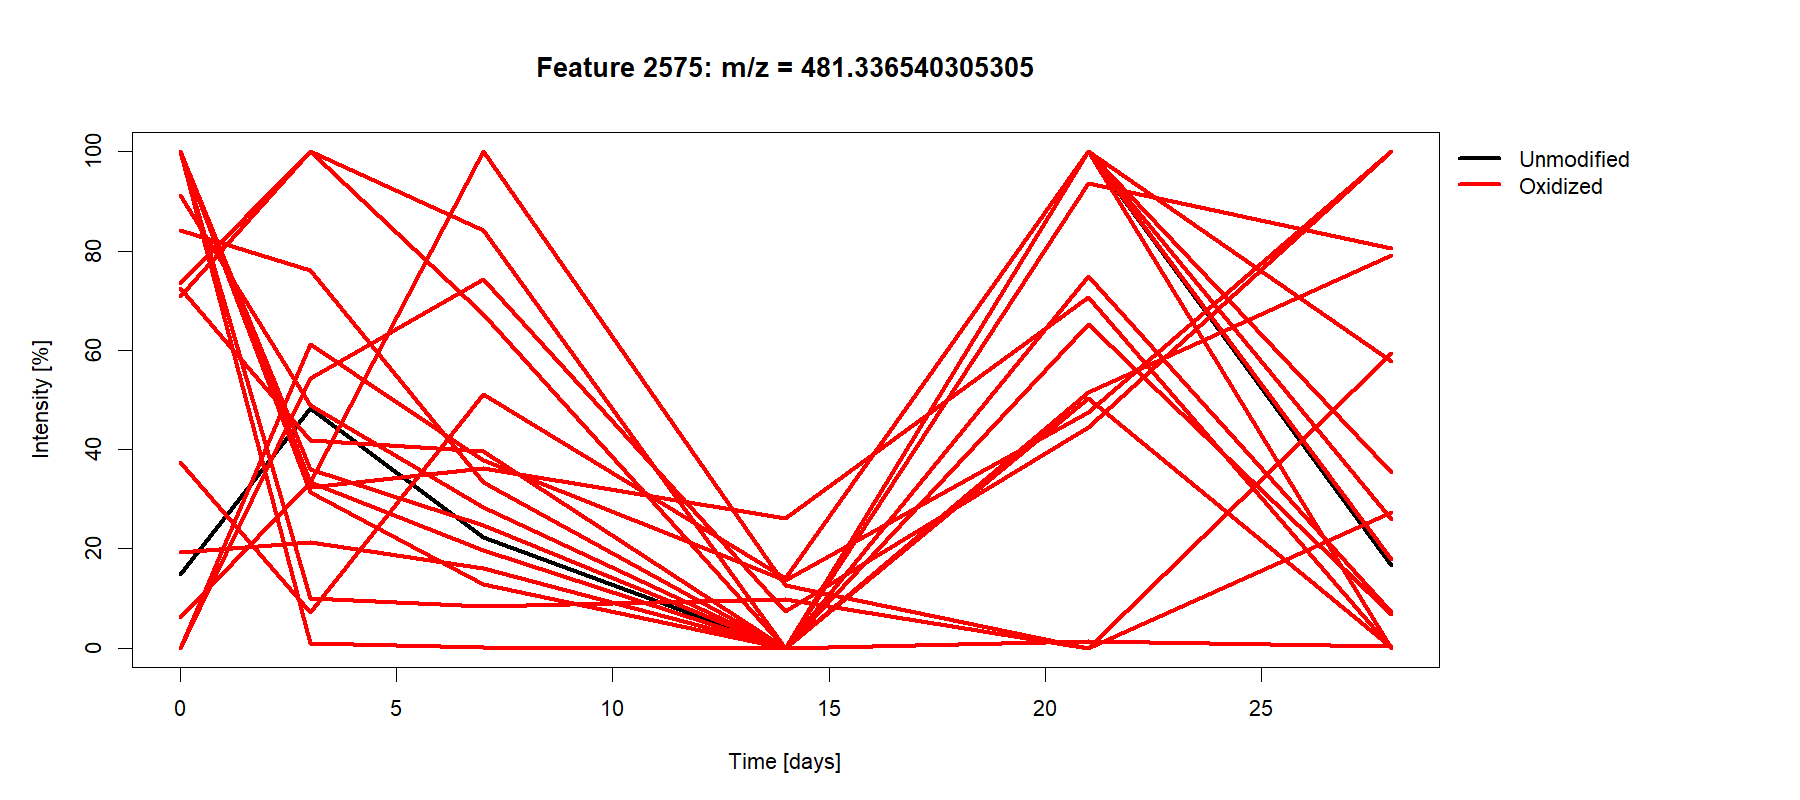 Feature 2575: m/z = 481.336540305305
Unmodified
Oxidized
Intensity [%]
100
80
60
40
20
0
0 5 10 15 20 25
Time [days]